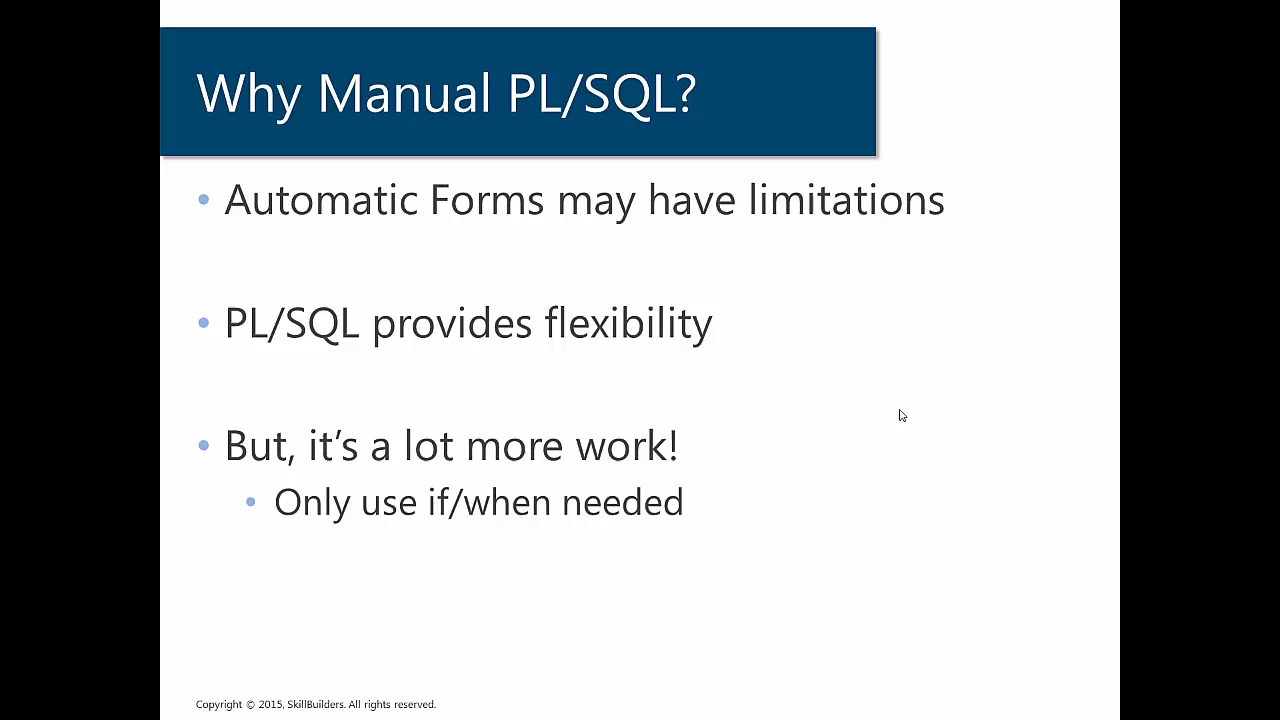 Why Manual PL/SQL?
• Automatic Forms may have limitations
• PL/SQL provides flexibility
• But, it's a lot more work!
• Only use if/when needed
Copyright © 2015, SkillBuilders. All rights reserved.